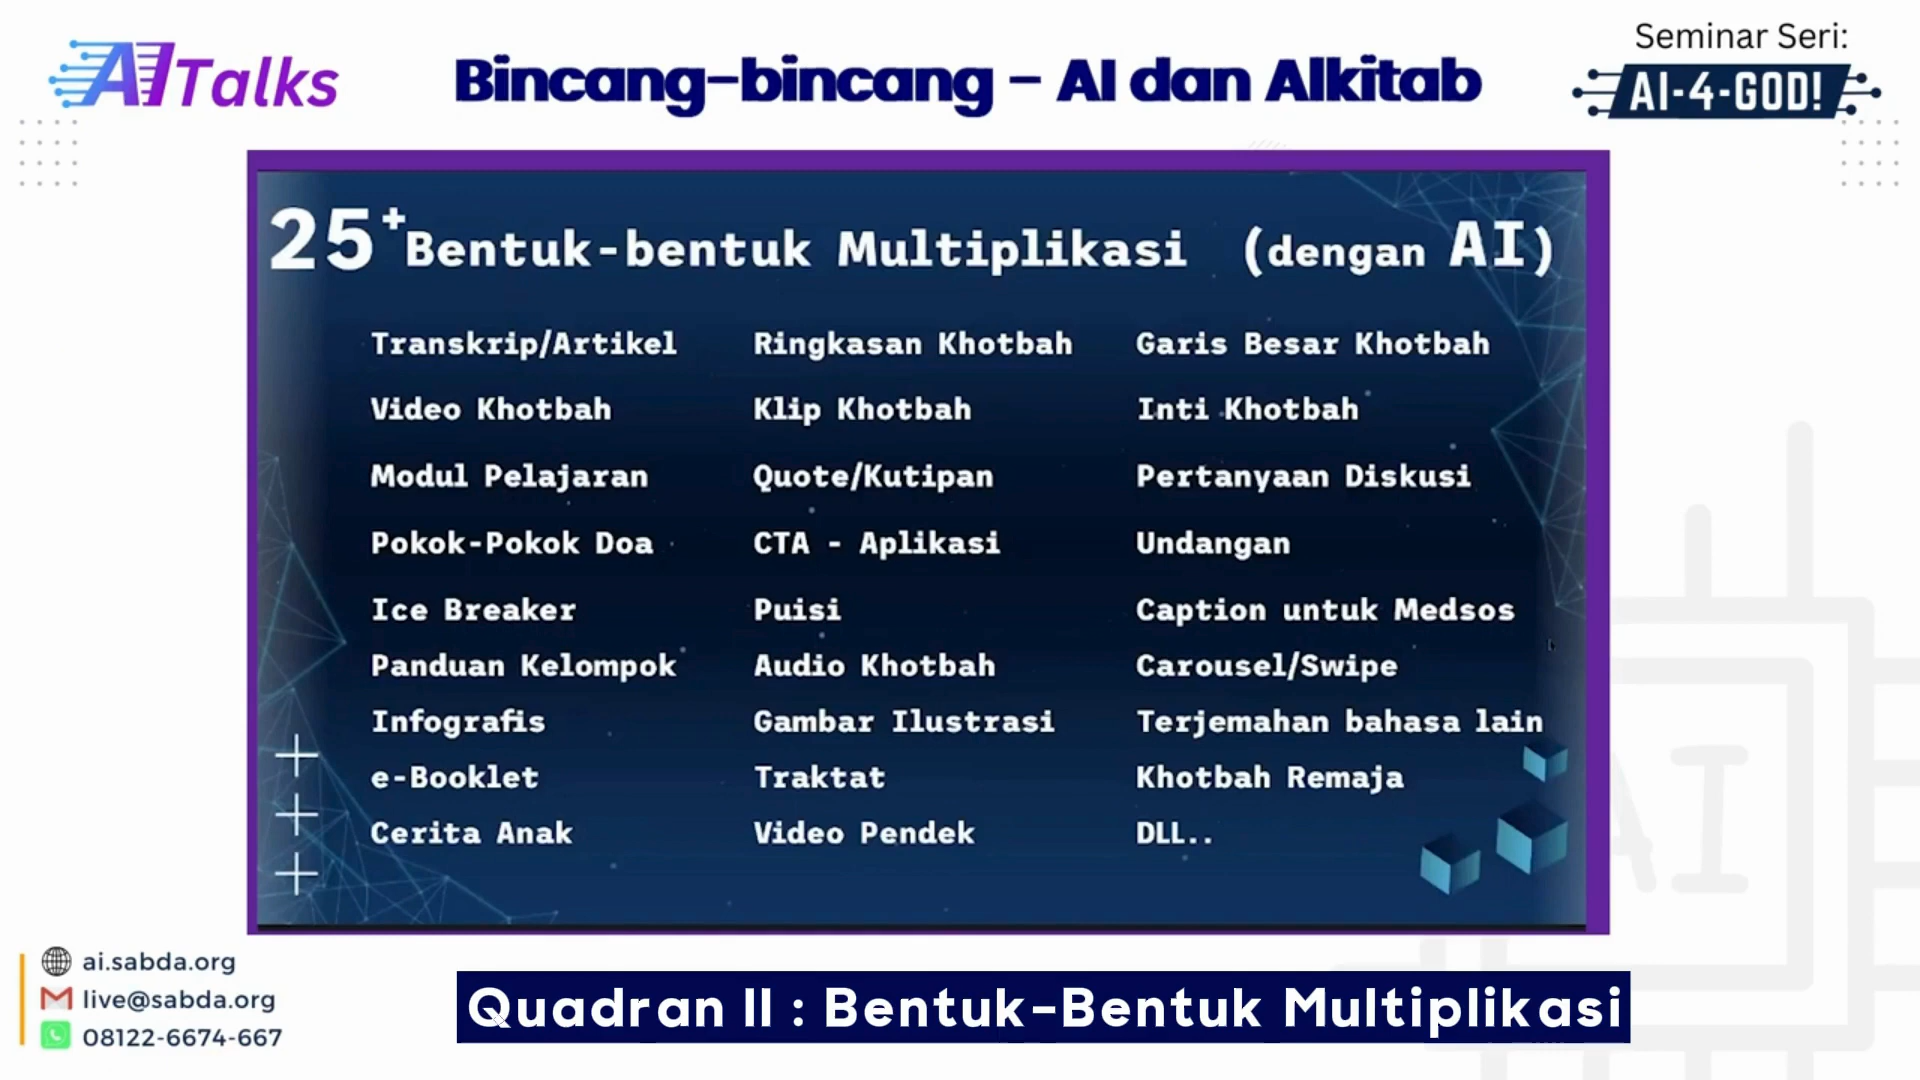 AI Talks
Bincang-bincang - AI dan Alkitab
Seminar Seri:
AI-4-GOD!
25+ Bentuk-bentuk Multiplikasi (dengan AI)
Transkrip/Artikel Ringkasan Khotbah Garis Besar Khotbah
Video Khotbah Klip Khotbah Inti Khotbah
Modul Pelajaran Quote/Kutipan Pertanyaan Diskusi
Pokok-Pokok Doa CTA - Aplikasi Undangan
Ice Breaker Puisi Caption untuk Medsos
Panduan Kelompok Audio Khotbah Carousel/Swipe
Infografis Gambar Ilustrasi Terjemahan bahasa lain
e-Booklet Traktat Khotbah Remaja
Cerita Anak Video Pendek DLL..
AI
ai.sabda.org
live@sabda.org
08122-6674-667
Quadran II : Bentuk-Bentuk Multiplikasi